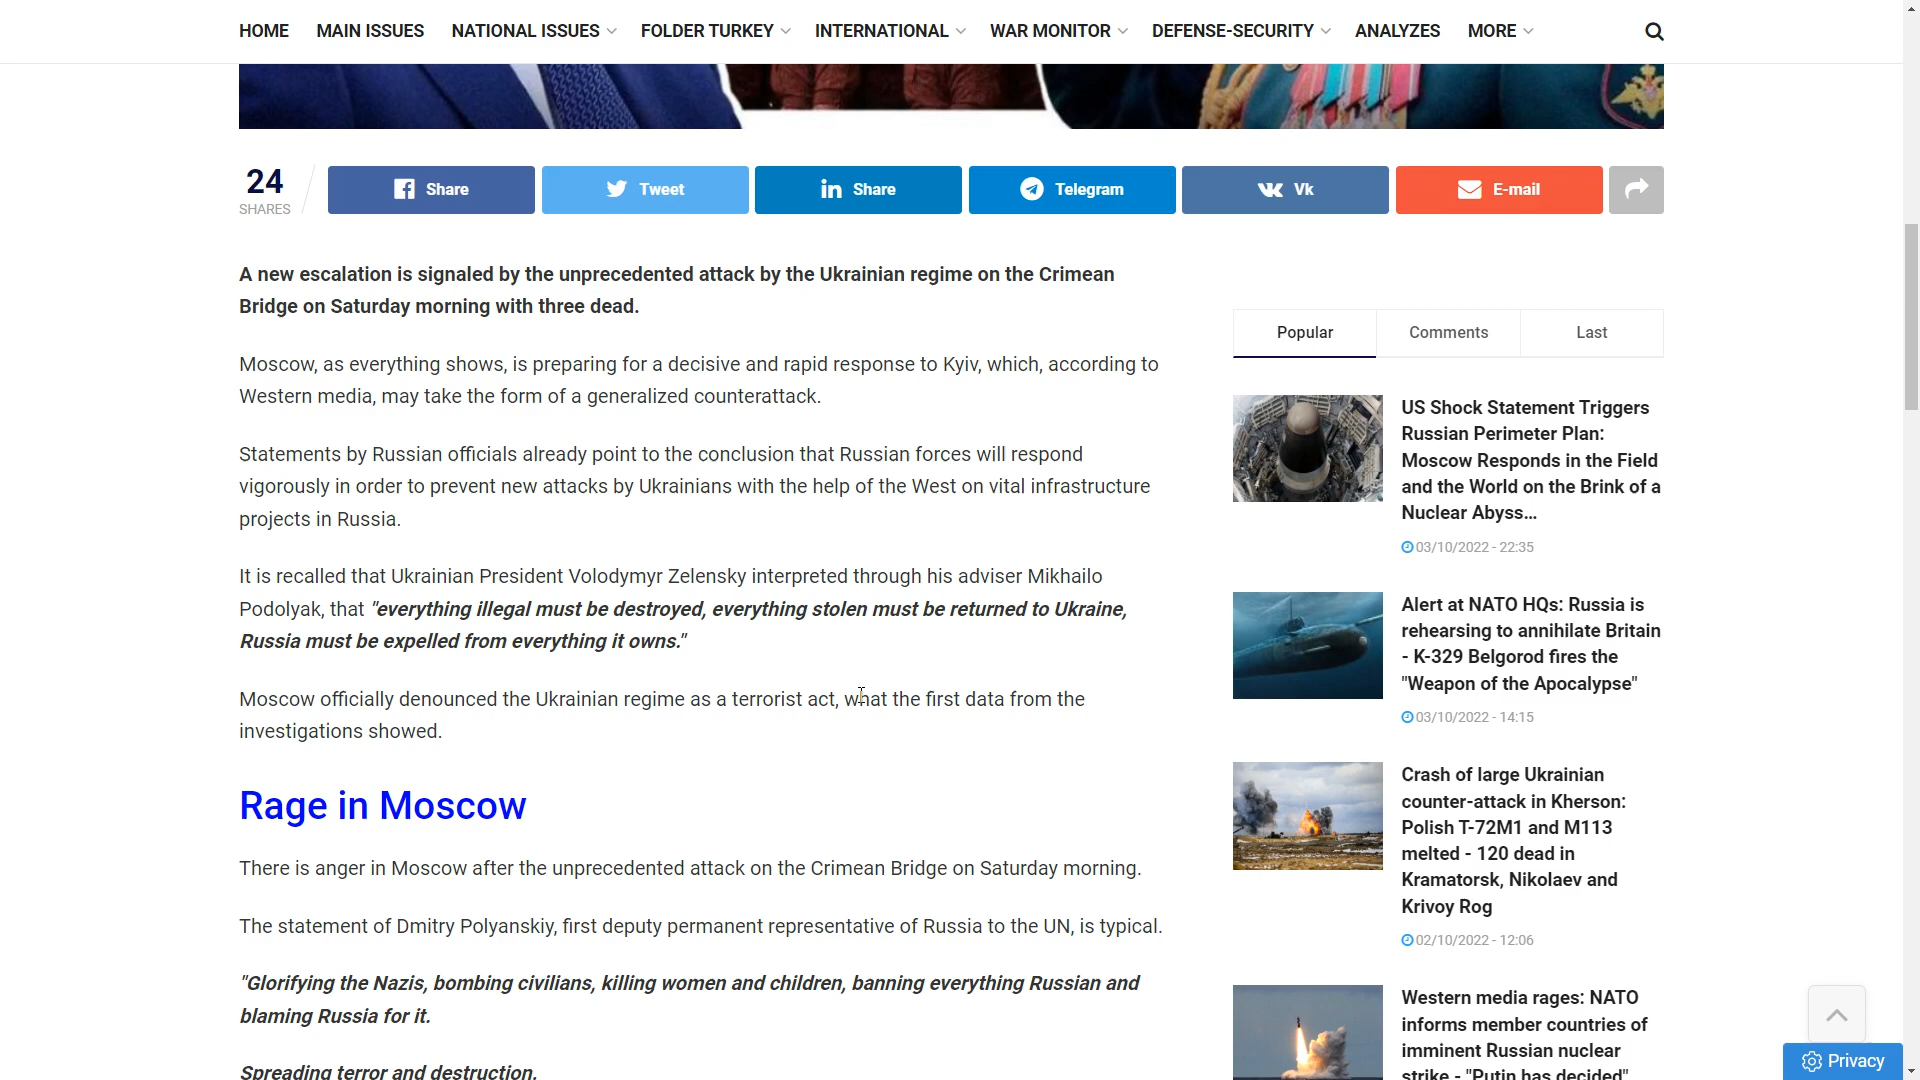 HOME MAIN ISSUES NATIONAL ISSUES FOLDER TURKEY INTERNATIONAL WAR MONITOR DEFENSE-SECURITY ANALYZES MORE
24
SHARES
Share
Tweet
Share
Telegram
Vk
E-mail
A new escalation is signaled by the unprecedented attack by the Ukrainian regime on the Crimean
Bridge on Saturday morning with three dead.
Moscow, as everything shows, is preparing for a decisive and rapid response to Kyiv, which, according to
Western media, may take the form of a generalized counterattack.
Statements by Russian officials already point to the conclusion that Russian forces will respond
vigorously in order to prevent new attacks by Ukrainians with the help of the West on vital infrastructure
projects in Russia.
It is recalled that Ukrainian President Volodymyr Zelensky interpreted through his adviser Mikhailo
Podolyak, that "everything illegal must be destroyed, everything stolen must be returned to Ukraine,
Russia must be expelled from everything it owns."
Moscow officially denounced the Ukrainian regime as a terrorist act, what the first data from the
investigations showed.
Rage in Moscow
There is anger in Moscow after the unprecedented attack on the Crimean Bridge on Saturday morning.
The statement of Dmitry Polyanskiy, first deputy permanent representative of Russia to the UN, is typical.
"Glorifying the Nazis, bombing civilians, killing women and children, banning everything Russian and
blaming Russia for it.
Spreading terror and destruction.
Popular
Comments
Last
US Shock Statement Triggers
Russian Perimeter Plan:
Moscow Responds in the Field
and the World on the Brink of a
Nuclear Abyss...
03/10/2022 - 22:35
Alert at NATO HQs: Russia is
rehearsing to annihilate Britain
- K-329 Belgorod fires the
"Weapon of the Apocalypse"
03/10/2022 - 14:15
Crash of large Ukrainian
counter-attack in Kherson:
Polish T-72M1 and M113
melted - 120 dead in
Kramatorsk, Nikolaev and
Krivoy Rog
02/10/2022 - 12:06
Western media rages: NATO
informs member countries of
imminent Russian nuclear
strike - "Putin has decided"
Privacy